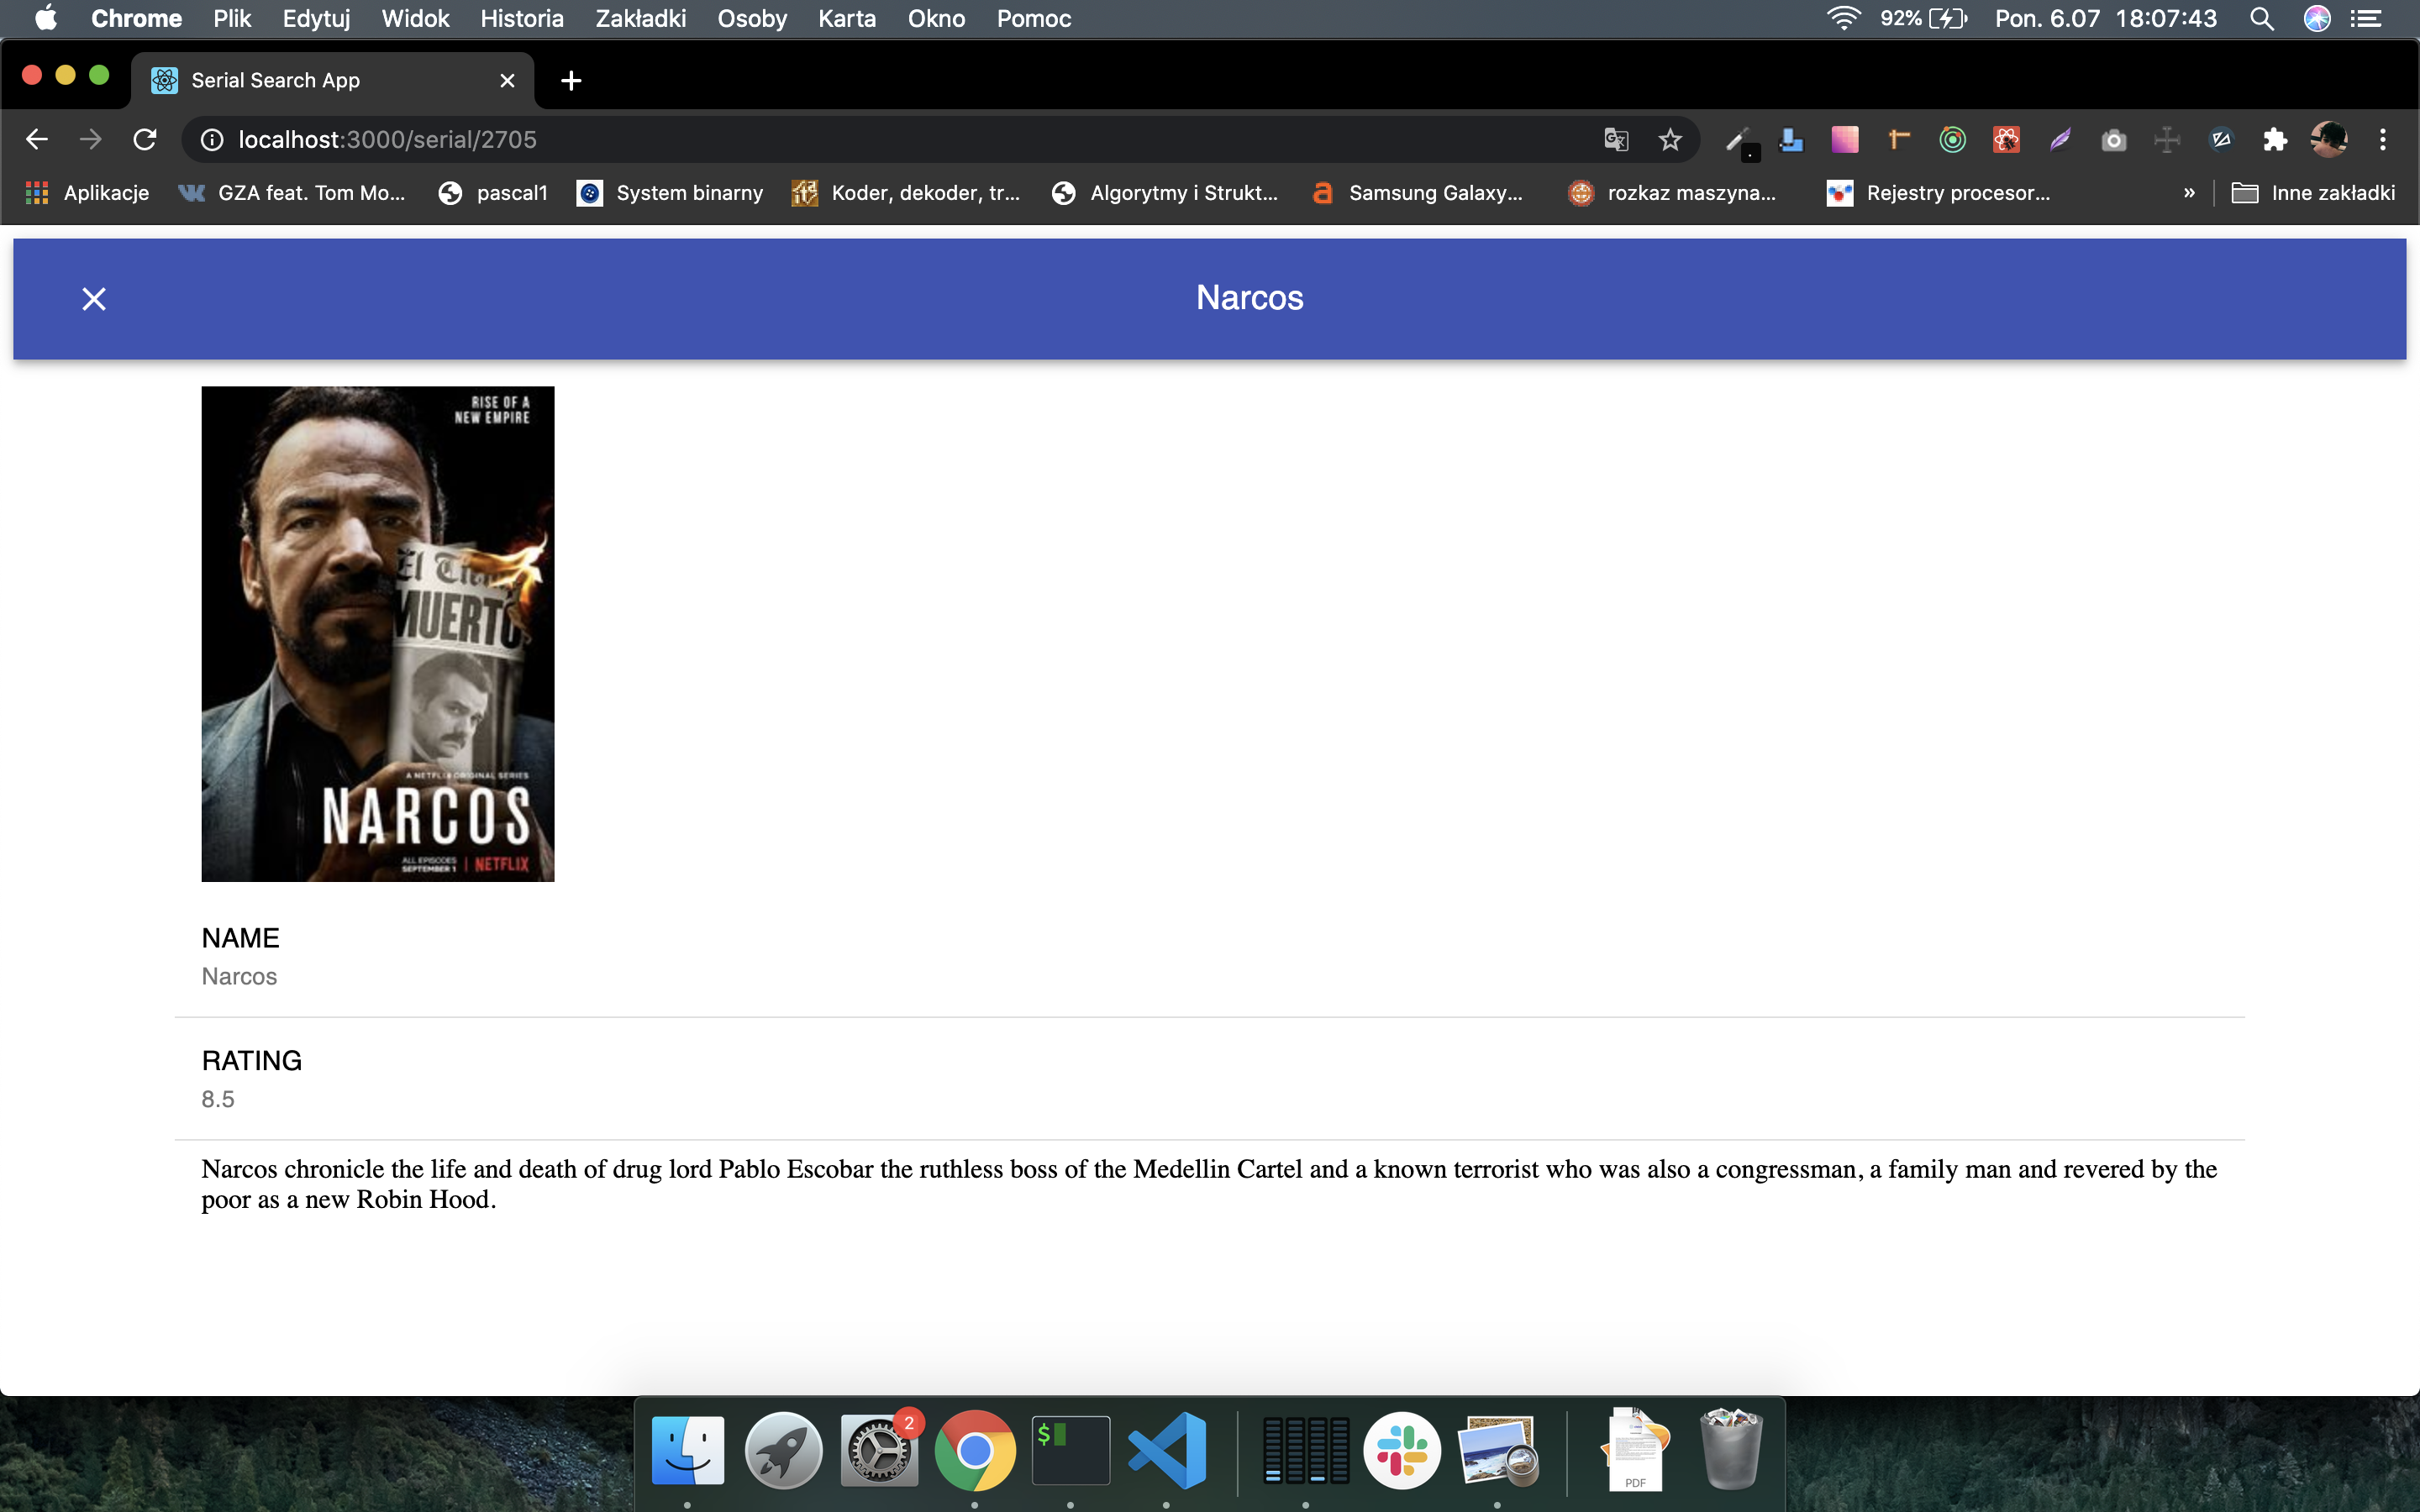 Chrome Plik Edytuj Widok Historia Zakładki Osoby Karta Okno Pomoc 92% Pon. 6.07 18:07:43
Serial Search App
localhost:3000/serial/2705
Aplikacje GZA feat. Tom Mo... pascal1 System binarny Koder, dekoder, tr... Algorytmy i Strukt... Samsung Galaxy... rozkaz maszyna... Rejestry procesor... » Inne zakładki
Narcos
RISE OF A
NEW EMPIRE
El
MUERTO
A NETFLIX ORIGINAL SERIES
NARCOS
ALL EPISODES
SEPTEMBER 1 | NETFLIX
NAME
Narcos
RATING
8.5
Narcos chronicle the life and death of drug lord Pablo Escobar the ruthless boss of the Medellin Cartel and a known terrorist who was also a congressman, a family man and revered by the
poor as a new Robin Hood.
2
$
PDF